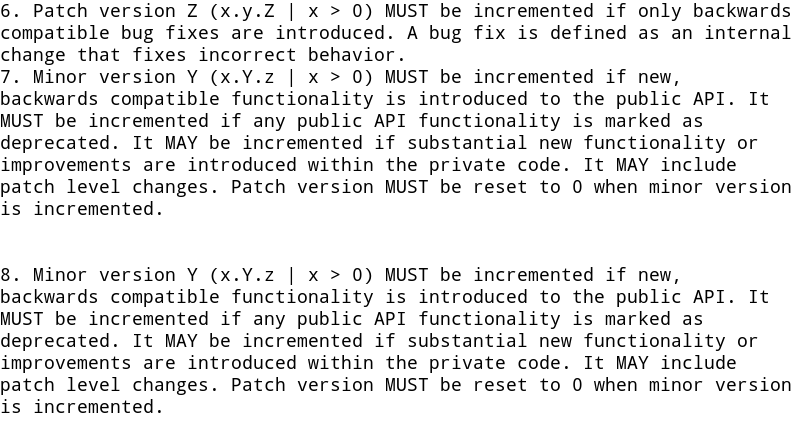 6. Patch version Z (x.y.Z | x > 0) MUST be incremented if only backwards
compatible bug fixes are introduced. A bug fix is defined as an internal
change that fixes incorrect behavior.
7. Minor version Y (x.Y.z | x > 0) MUST be incremented if new,
backwards compatible functionality is introduced to the public API. It
MUST be incremented if any public API functionality is marked as
deprecated. It MAY be incremented if substantial new functionality or
improvements are introduced within the private code. It MAY include
patch level changes. Patch version MUST be reset to 0 when minor version
is incremented.
8. Minor version Y (x.Y.z | x > 0) MUST be incremented if new,
backwards compatible functionality is introduced to the public API. It
MUST be incremented if any public API functionality is marked as
deprecated. It MAY be incremented if substantial new functionality or
improvements are introduced within the private code. It MAY include
patch level changes. Patch version MUST be reset to 0 when minor version
is incremented.